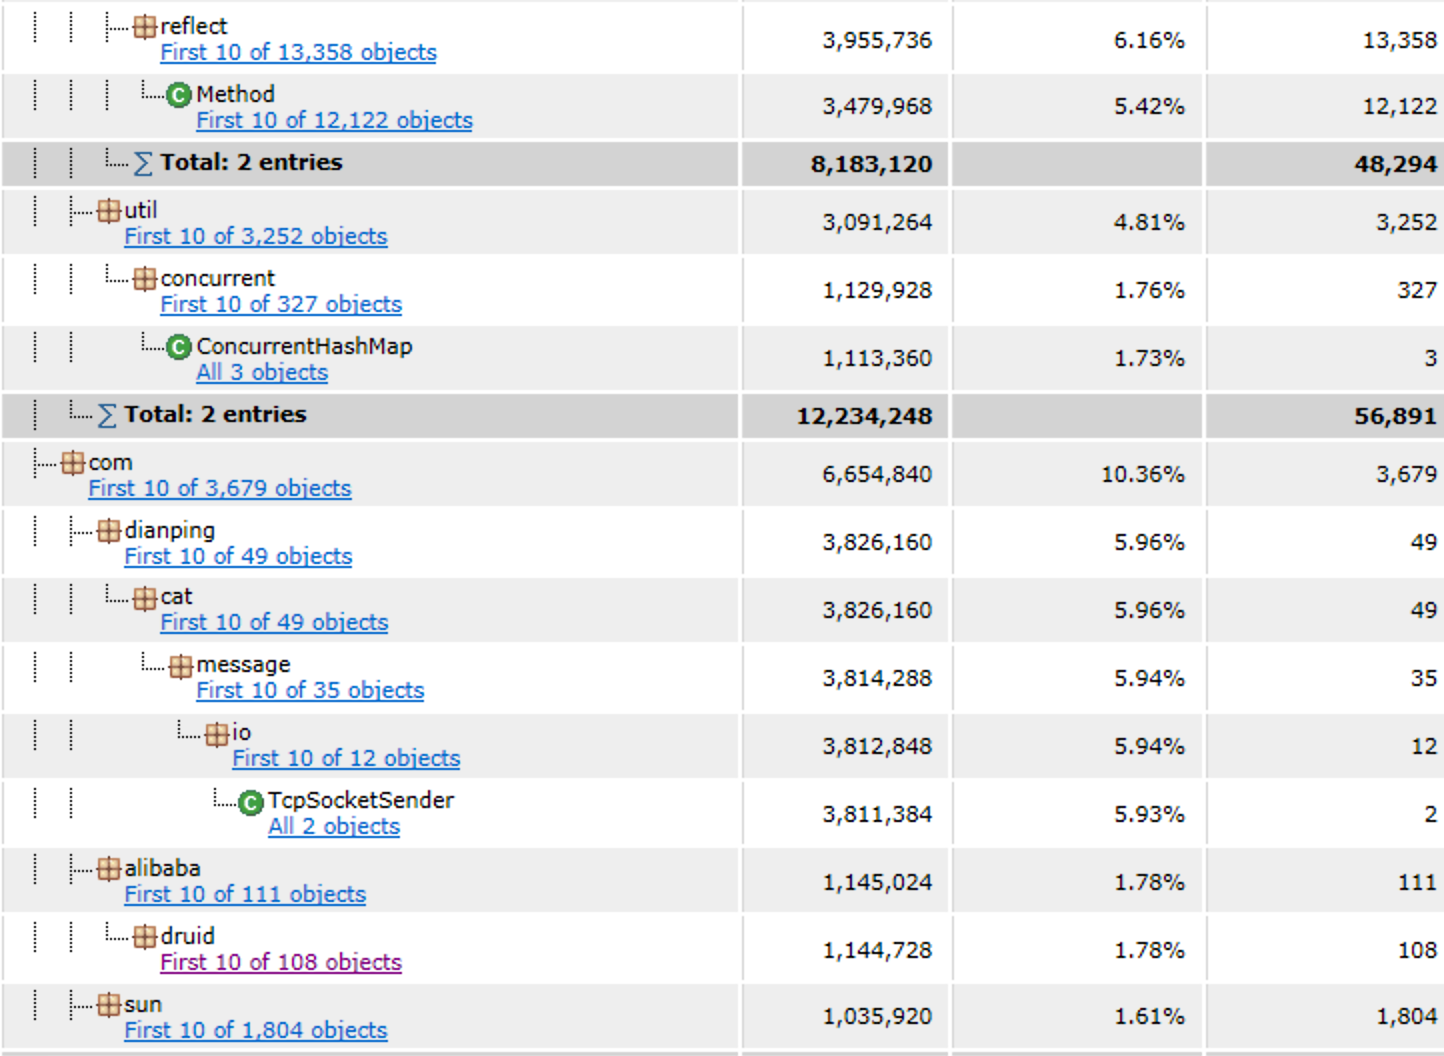 reflect
First 10 of 13,358 objects
3,955,736 6.16% 13,358
Method
First 10 of 12,122 objects
3,479,968 5.42% 12,122
∑ Total: 2 entries 8,183,120 48,294
util
First 10 of 3,252 objects
3,091,264 4.81% 3,252
concurrent
First 10 of 327 objects
1,129,928 1.76% 327
ConcurrentHashMap
All 3 objects
1,113,360 1.73% 3
∑ Total: 2 entries 12,234,248 56,891
com
First 10 of 3,679 objects
6,654,840 10.36% 3,679
dianping
First 10 of 49 objects
3,826,160 5.96% 49
cat
First 10 of 49 objects
3,826,160 5.96% 49
message
First 10 of 35 objects
3,814,288 5.94% 35
io
First 10 of 12 objects
3,812,848 5.94% 12
TcpSocketSender
All 2 objects
3,811,384 5.93% 2
alibaba
First 10 of 111 objects
1,145,024 1.78% 111
druid
First 10 of 108 objects
1,144,728 1.78% 108
sun
First 10 of 1,804 objects
1,035,920 1.61% 1,804